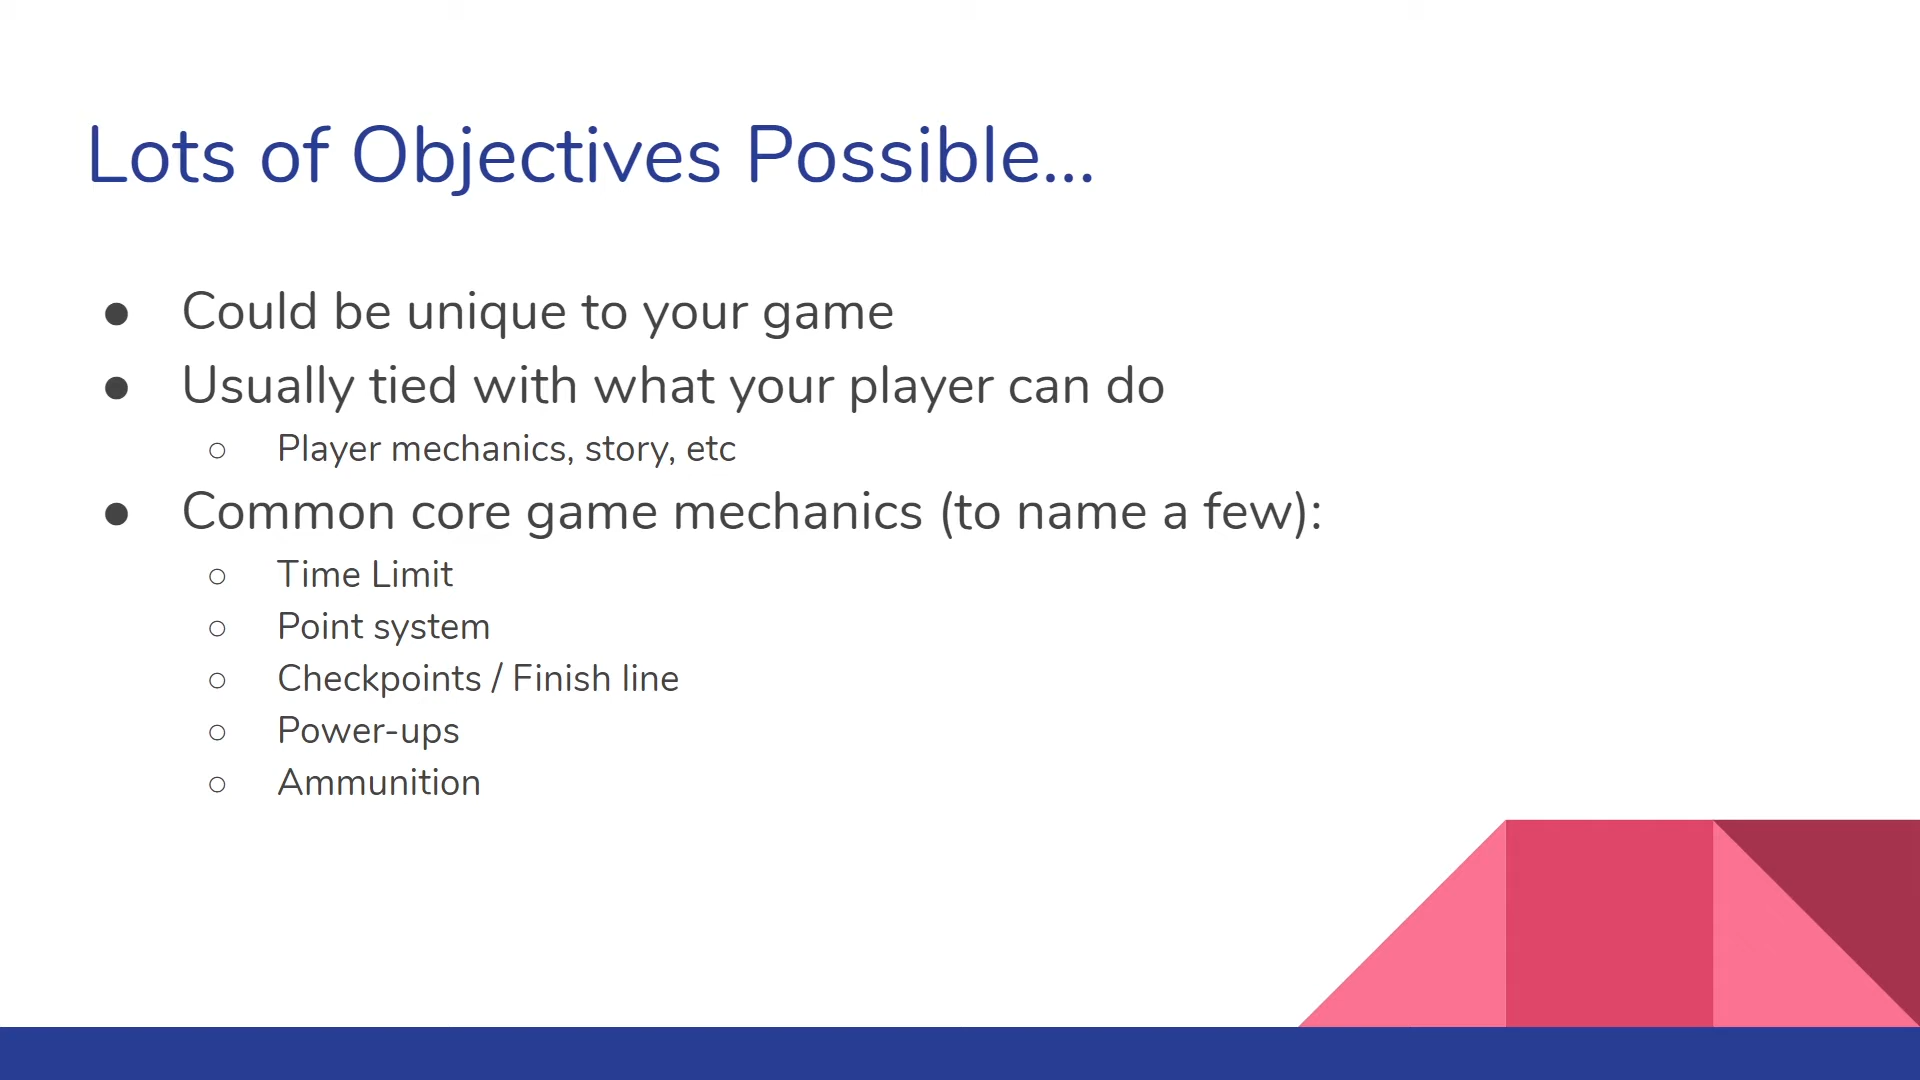 Lots of Objectives Possible...
● Could be unique to your game
● Usually tied with what your player can do
○ Player mechanics, story, etc
● Common core game mechanics (to name a few):
○ Time Limit
○ Point system
○ Checkpoints / Finish line
○ Power-ups
○ Ammunition